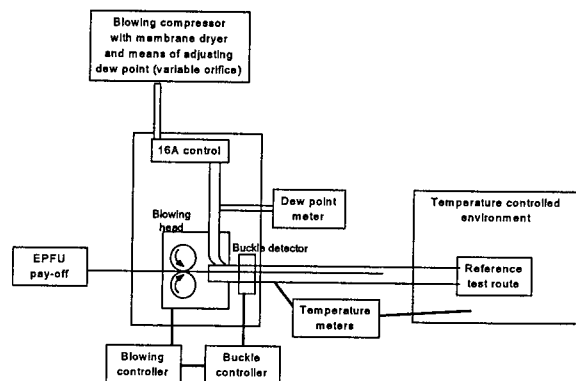 Blowing compressor
with membrane dryer
and means of adjusting
dew point (variable orifice)
16A control
Dew point
meter
Temperature controlled
environment
Blowing
head
Buckle detector
EPFU
pay-off
Reference
test route
Temperature
meters
Blowing
controller
Buckle
controller